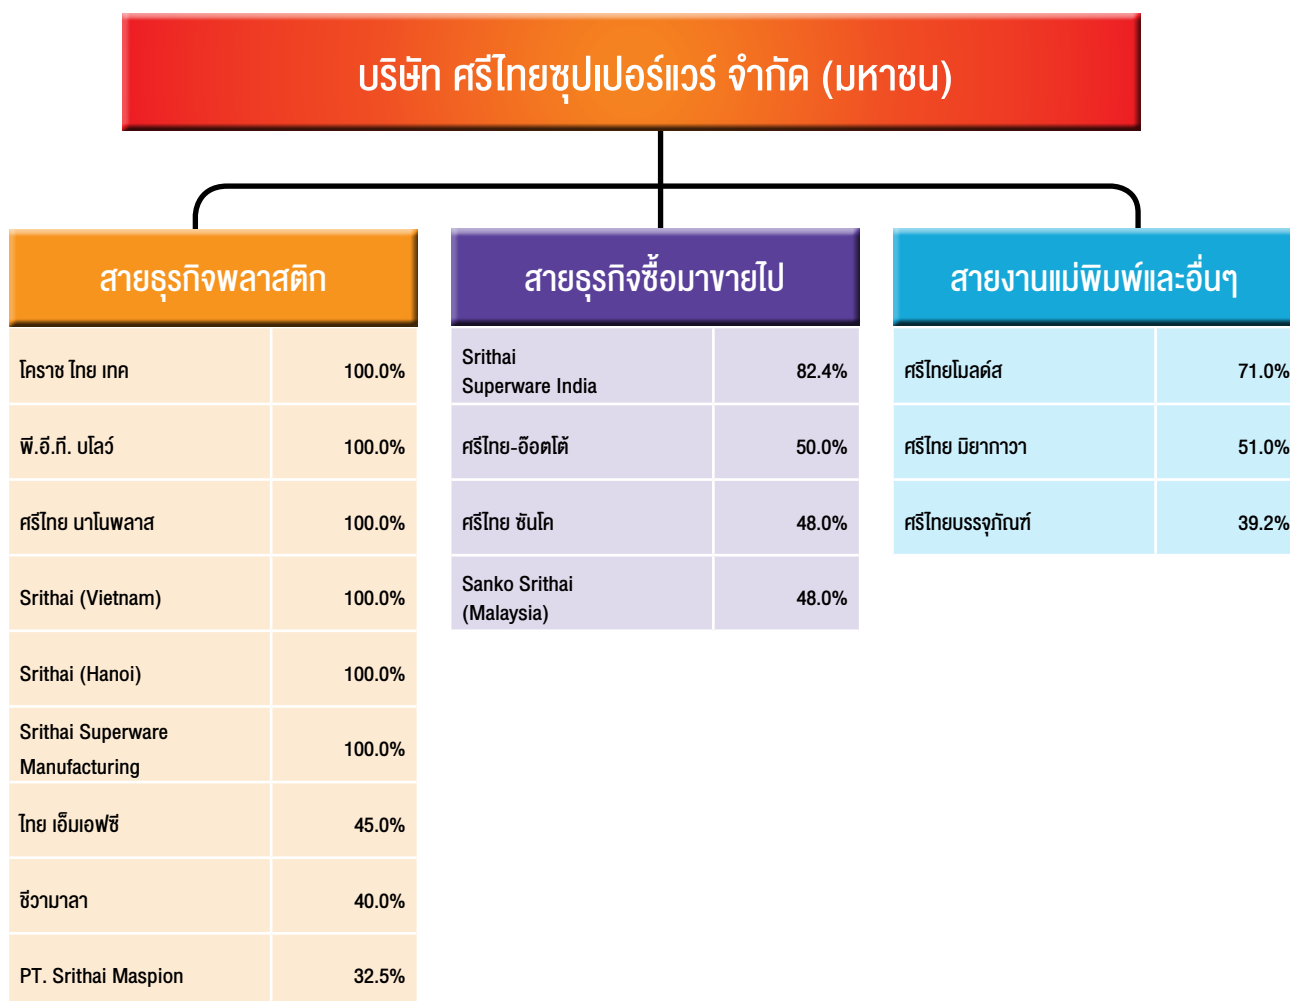 บริษัท ศรีไทยซุปเปอร์แวร์ จำกัด (มหาชน)
สายธุรกิจพลาสติก
โคราช ไทย เทค 100.0%
พี.อี.ที. บโลว์ 100.0%
ศรีไทย นาโนพลาส 100.0%
Srithai (Vietnam) 100.0%
Srithai (Hanoi) 100.0%
Srithai Superware
Manufacturing 100.0%
ไทย เอ็มเอฟซี 45.0%
ชีวามาลา 40.0%
PT. Srithai Maspion 32.5%
สายธุรกิจซื้อมาขายไป
Srithai
Superware India 82.4%
ศรีไทย-อ๊อตโต้ 50.0%
ศรีไทย ซันโค 48.0%
Sanko Srithai
(Malaysia) 48.0%
สายงานแม่พิมพ์และอื่นๆ
ศรีไทยโมลด์ส 71.0%
ศรีไทย มิยากาวา 51.0%
ศรีไทยบรรจุภัณฑ์ 39.2%